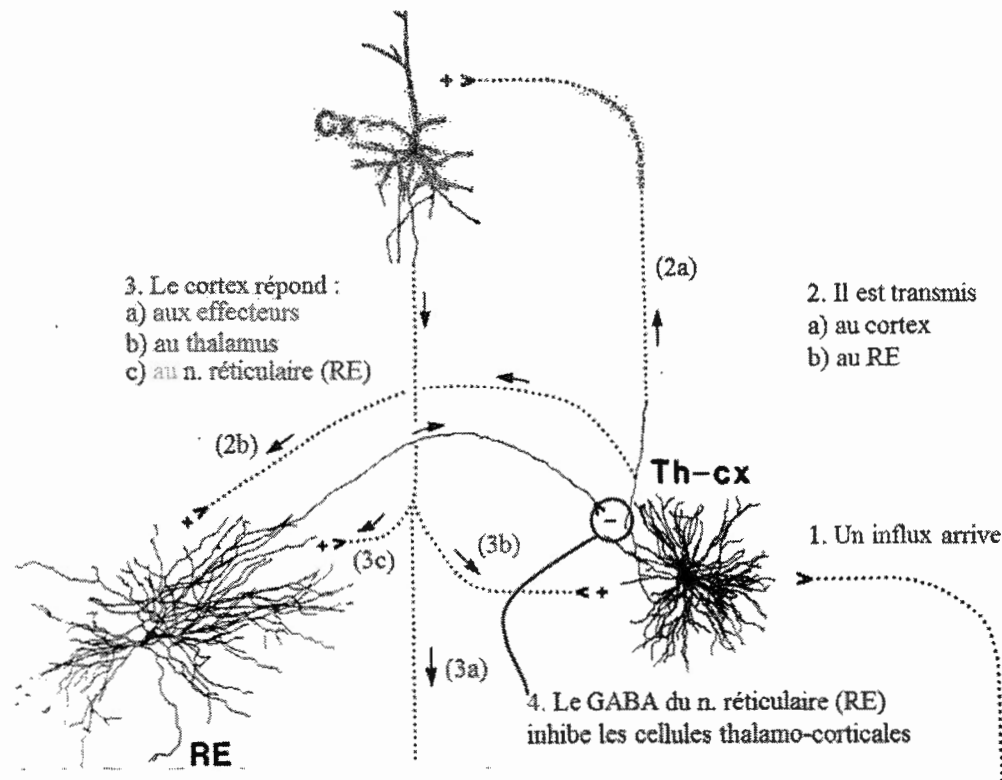 +
Cx
(2a)
3. Le cortex répond :
a) aux effecteurs
b) au thalamus
c) au n. réticulaire (RE)
2. Il est transmis
a) au cortex
b) au RE
(2b)
Th-cx
+
–
1. Un influx arrive
+
(3c)
(3b)
+
(3a)
4. Le GABA du n. réticulaire (RE)
inhibe les cellules thalamo-corticales
RE